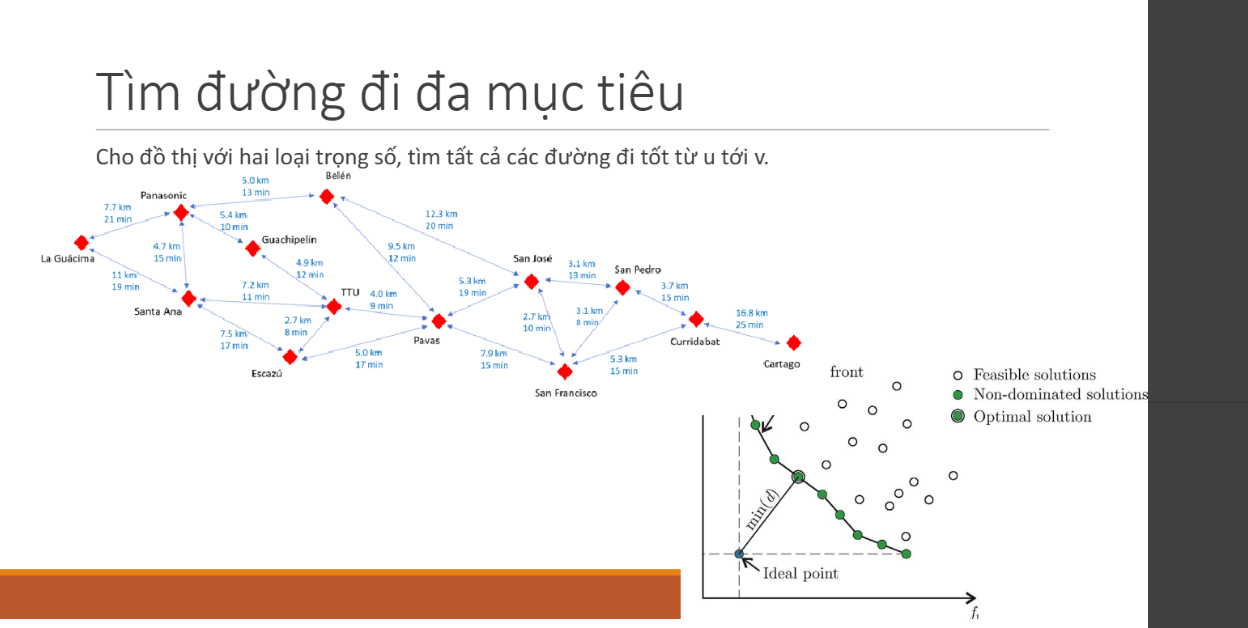 Tìm đường đi đa mục tiêu
Cho đồ thị với hai loại trọng số, tìm tất cả các đường đi tốt từ u tới v.
Belén
5.0 km
13 min
Panasonic
7.7 km
21 min
5.4 km
10 min
12.3 km
20 min
Guachipelín
La Guácima
4.7 km
15 min
9.5 km
12 min
4.9 km
12 min
San José
3.1 km
13 min
San Pedro
11 km
19 min
7.2 km
11 min
TTU
4.0 km
9 min
5.3 km
19 min
3.7 km
15 min
Santa Ana
2.7 km
8 min
2.7 km
10 min
3.1 km
8 min
16.8 km
25 min
7.5 km
17 min
Pavas
Curridabat
Escazú
5.0 km
17 min
7.9 km
15 min
5.3 km
15 min
Cartago
San Francisco
front
Feasible solutions
Non-dominated solutions
Optimal solution
min(d)
Ideal point
f₁